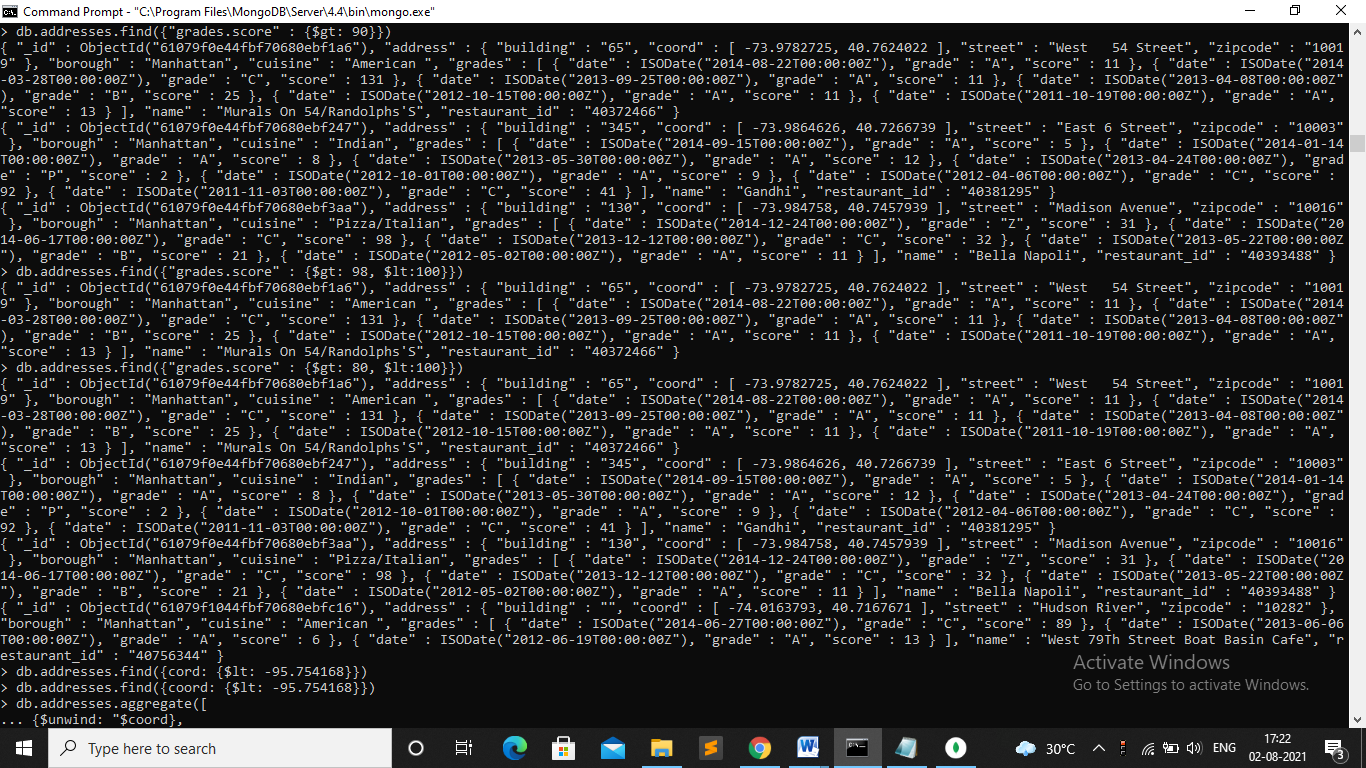 Command Prompt - "C:\Program Files\MongoDB\Server\4.4\bin\mongo.exe"
> db.addresses.find({"grades.score" : {$gt: 90}})
{ "_id" : ObjectId("61079f0e44fbf70680ebf1a6"), "address" : { "building" : "65", "coord" : [ -73.9782725, 40.7624022 ], "street" : "West   54 Street", "zipcode" : "1001
9" }, "borough" : "Manhattan", "cuisine" : "American ", "grades" : [ { "date" : ISODate("2014-08-22T00:00:00Z"), "grade" : "A", "score" : 11 }, { "date" : ISODate("2014
-03-28T00:00:00Z"), "grade" : "C", "score" : 131 }, { "date" : ISODate("2013-09-25T00:00:00Z"), "grade" : "A", "score" : 11 }, { "date" : ISODate("2013-04-08T00:00:00Z"
), "grade" : "B", "score" : 25 }, { "date" : ISODate("2012-10-15T00:00:00Z"), "grade" : "A", "score" : 11 }, { "date" : ISODate("2011-10-19T00:00:00Z"), "grade" : "A",
"score" : 13 } ], "name" : "Murals On 54/Randolphs'S", "restaurant_id" : "40372466" }
{ "_id" : ObjectId("61079f0e44fbf70680ebf247"), "address" : { "building" : "345", "coord" : [ -73.9864626, 40.7266739 ], "street" : "East 6 Street", "zipcode" : "10003"
 }, "borough" : "Manhattan", "cuisine" : "Indian", "grades" : [ { "date" : ISODate("2014-09-15T00:00:00Z"), "grade" : "A", "score" : 5 }, { "date" : ISODate("2014-01-14
T00:00:00Z"), "grade" : "A", "score" : 8 }, { "date" : ISODate("2013-05-30T00:00:00Z"), "grade" : "A", "score" : 12 }, { "date" : ISODate("2013-04-24T00:00:00Z"), "grad
e" : "P", "score" : 2 }, { "date" : ISODate("2012-10-01T00:00:00Z"), "grade" : "A", "score" : 9 }, { "date" : ISODate("2012-04-06T00:00:00Z"), "grade" : "C", "score" :
92 }, { "date" : ISODate("2011-11-03T00:00:00Z"), "grade" : "C", "score" : 41 } ], "name" : "Gandhi", "restaurant_id" : "40381295" }
{ "_id" : ObjectId("61079f0e44fbf70680ebf3aa"), "address" : { "building" : "130", "coord" : [ -73.984758, 40.7457939 ], "street" : "Madison Avenue", "zipcode" : "10016"
 }, "borough" : "Manhattan", "cuisine" : "Pizza/Italian", "grades" : [ { "date" : ISODate("2014-12-24T00:00:00Z"), "grade" : "Z", "score" : 31 }, { "date" : ISODate("20
14-06-17T00:00:00Z"), "grade" : "C", "score" : 98 }, { "date" : ISODate("2013-12-12T00:00:00Z"), "grade" : "C", "score" : 32 }, { "date" : ISODate("2013-05-22T00:00:00Z
"), "grade" : "B", "score" : 21 }, { "date" : ISODate("2012-05-02T00:00:00Z"), "grade" : "A", "score" : 11 } ], "name" : "Bella Napoli", "restaurant_id" : "40393488" }
> db.addresses.find({"grades.score" : {$gt: 98, $lt:100}})
{ "_id" : ObjectId("61079f0e44fbf70680ebf1a6"), "address" : { "building" : "65", "coord" : [ -73.9782725, 40.7624022 ], "street" : "West   54 Street", "zipcode" : "1001
9" }, "borough" : "Manhattan", "cuisine" : "American ", "grades" : [ { "date" : ISODate("2014-08-22T00:00:00Z"), "grade" : "A", "score" : 11 }, { "date" : ISODate("2014
-03-28T00:00:00Z"), "grade" : "C", "score" : 131 }, { "date" : ISODate("2013-09-25T00:00:00Z"), "grade" : "A", "score" : 11 }, { "date" : ISODate("2013-04-08T00:00:00Z"
), "grade" : "B", "score" : 25 }, { "date" : ISODate("2012-10-15T00:00:00Z"), "grade" : "A", "score" : 11 }, { "date" : ISODate("2011-10-19T00:00:00Z"), "grade" : "A",
"score" : 13 } ], "name" : "Murals On 54/Randolphs'S", "restaurant_id" : "40372466" }
> db.addresses.find({"grades.score" : {$gt: 80, $lt:100}})
{ "_id" : ObjectId("61079f0e44fbf70680ebf1a6"), "address" : { "building" : "65", "coord" : [ -73.9782725, 40.7624022 ], "street" : "West   54 Street", "zipcode" : "1001
9" }, "borough" : "Manhattan", "cuisine" : "American ", "grades" : [ { "date" : ISODate("2014-08-22T00:00:00Z"), "grade" : "A", "score" : 11 }, { "date" : ISODate("2014
-03-28T00:00:00Z"), "grade" : "C", "score" : 131 }, { "date" : ISODate("2013-09-25T00:00:00Z"), "grade" : "A", "score" : 11 }, { "date" : ISODate("2013-04-08T00:00:00Z"
), "grade" : "B", "score" : 25 }, { "date" : ISODate("2012-10-15T00:00:00Z"), "grade" : "A", "score" : 11 }, { "date" : ISODate("2011-10-19T00:00:00Z"), "grade" : "A",
"score" : 13 } ], "name" : "Murals On 54/Randolphs'S", "restaurant_id" : "40372466" }
{ "_id" : ObjectId("61079f0e44fbf70680ebf247"), "address" : { "building" : "345", "coord" : [ -73.9864626, 40.7266739 ], "street" : "East 6 Street", "zipcode" : "10003"
 }, "borough" : "Manhattan", "cuisine" : "Indian", "grades" : [ { "date" : ISODate("2014-09-15T00:00:00Z"), "grade" : "A", "score" : 5 }, { "date" : ISODate("2014-01-14
T00:00:00Z"), "grade" : "A", "score" : 8 }, { "date" : ISODate("2013-05-30T00:00:00Z"), "grade" : "A", "score" : 12 }, { "date" : ISODate("2013-04-24T00:00:00Z"), "grad
e" : "P", "score" : 2 }, { "date" : ISODate("2012-10-01T00:00:00Z"), "grade" : "A", "score" : 9 }, { "date" : ISODate("2012-04-06T00:00:00Z"), "grade" : "C", "score" :
92 }, { "date" : ISODate("2011-11-03T00:00:00Z"), "grade" : "C", "score" : 41 } ], "name" : "Gandhi", "restaurant_id" : "40381295" }
{ "_id" : ObjectId("61079f0e44fbf70680ebf3aa"), "address" : { "building" : "130", "coord" : [ -73.984758, 40.7457939 ], "street" : "Madison Avenue", "zipcode" : "10016"
 }, "borough" : "Manhattan", "cuisine" : "Pizza/Italian", "grades" : [ { "date" : ISODate("2014-12-24T00:00:00Z"), "grade" : "Z", "score" : 31 }, { "date" : ISODate("20
14-06-17T00:00:00Z"), "grade" : "C", "score" : 98 }, { "date" : ISODate("2013-12-12T00:00:00Z"), "grade" : "C", "score" : 32 }, { "date" : ISODate("2013-05-22T00:00:00Z
"), "grade" : "B", "score" : 21 }, { "date" : ISODate("2012-05-02T00:00:00Z"), "grade" : "A", "score" : 11 } ], "name" : "Bella Napoli", "restaurant_id" : "40393488" }
{ "_id" : ObjectId("61079f1044fbf70680ebfc16"), "address" : { "building" : "", "coord" : [ -74.0163793, 40.7167671 ], "street" : "Hudson River", "zipcode" : "10282" },
"borough" : "Manhattan", "cuisine" : "American ", "grades" : [ { "date" : ISODate("2014-06-27T00:00:00Z"), "grade" : "C", "score" : 89 }, { "date" : ISODate("2013-06-06
T00:00:00Z"), "grade" : "A", "score" : 6 }, { "date" : ISODate("2012-06-19T00:00:00Z"), "grade" : "A", "score" : 13 } ], "name" : "West 79Th Street Boat Basin Cafe", "r
estaurant_id" : "40756344" }
> db.addresses.find({cord: {$lt: -95.754168}})
> db.addresses.find({coord: {$lt: -95.754168}})
> db.addresses.aggregate([
... {$unwind: "$coord},
Activate Windows
Go to Settings to activate Windows.
Type here to search
30°C
ENG
17:22
02-08-2021
3